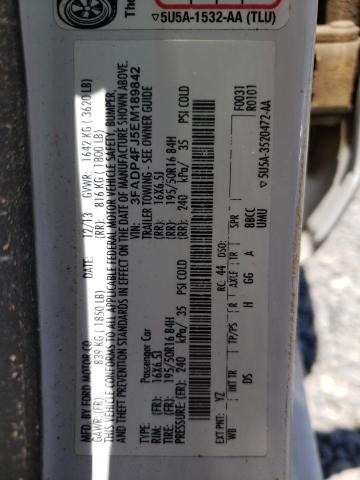 The
▽5U5A-1532-AA (TLU)
MFD. BY FORD MOTOR CO.
DATE: 12/13 GVWR: 1642 KG ( 3620 LB)
GAWR:(FR): 839 KG (1850 LB) (RR): 816 KG ( 1800 LB)
THIS VEHICLE CONFORMS TO ALL APPLICABLE FEDERAL MOTOR VEHICLE SAFETY, BUMPER,
AND THEFT PREVENTION STANDARDS IN EFFECT ON THE DATE OF MANUFACTURE SHOWN ABOVE.
VIN: 3FADP4FJ5EM189842
TYPE: Passenger Car TRAILER TOWING - SEE OWNER GUIDE
RIM: (FR): 16X6.5J (RR): 16X6.5J
TIRE: (FR): 195/50R16 84H (RR): 195/50R16 84H
PRESSURE: (FR): 240 kPa/ 35 PSI COLD (RR): 240 kPa/ 35 PSI COLD
F0031
R0101
EXT PNT: YZ RC: 44 DSO:
WB INT TR TP/PS R AXLE TR SPR
DS H GG A BBCC
UMIU
▽5U5A-3520472-AA